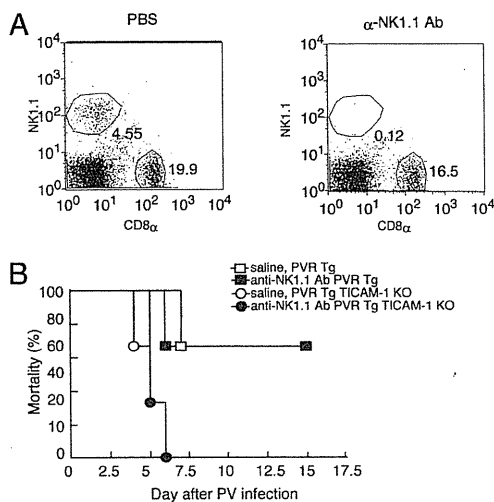 A
PBS
α-NK1.1 Ab
NK1.1
10⁴
10³
10²
10¹
10⁰
4.55
19.9
10⁰ 10¹ 10² 10³ 10⁴
CD8α
NK1.1
10⁴
10³
10²
10¹
10⁰
0.12
16.5
10⁰ 10¹ 10² 10³ 10⁴
CD8α
B
saline, PVR Tg
anti-NK1.1 Ab PVR Tg
saline, PVR Tg TICAM-1 KO
anti-NK1.1 Ab PVR Tg TICAM-1 KO
Mortality (%)
100
80
60
40
20
0
0 2.5 5 7.5 10 12.5 15 17.5
Day after PV infection